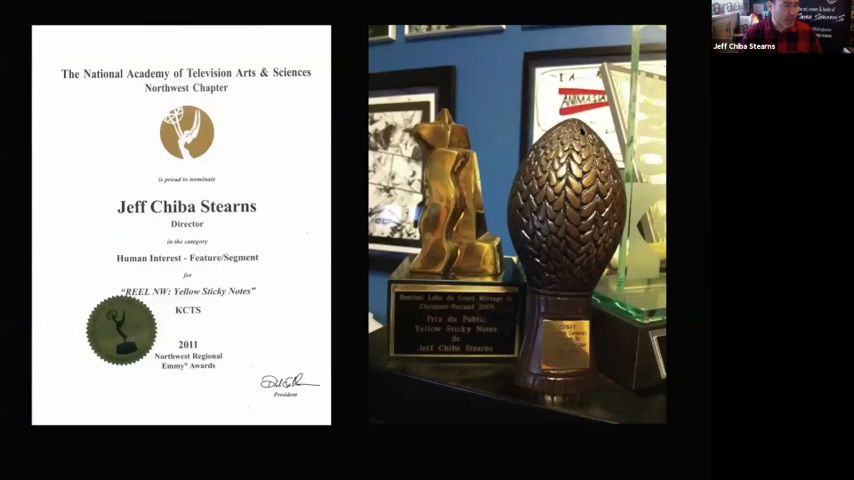 The National Academy of Television Arts & Sciences
Northwest Chapter
is proud to nominate
Jeff Chiba Stearns
Director
in the category
Human Interest - Feature/Segment
for
"REEL NW: Yellow Sticky Notes"
KCTS
2011
Northwest Regional
Emmy® Awards
President
Festival Labo du Court Métrage de
Clermont-Ferrand 2009
Prix du Public
Yellow Sticky Notes
de
Jeff Chiba Stearns
Jeff Chiba Stearns